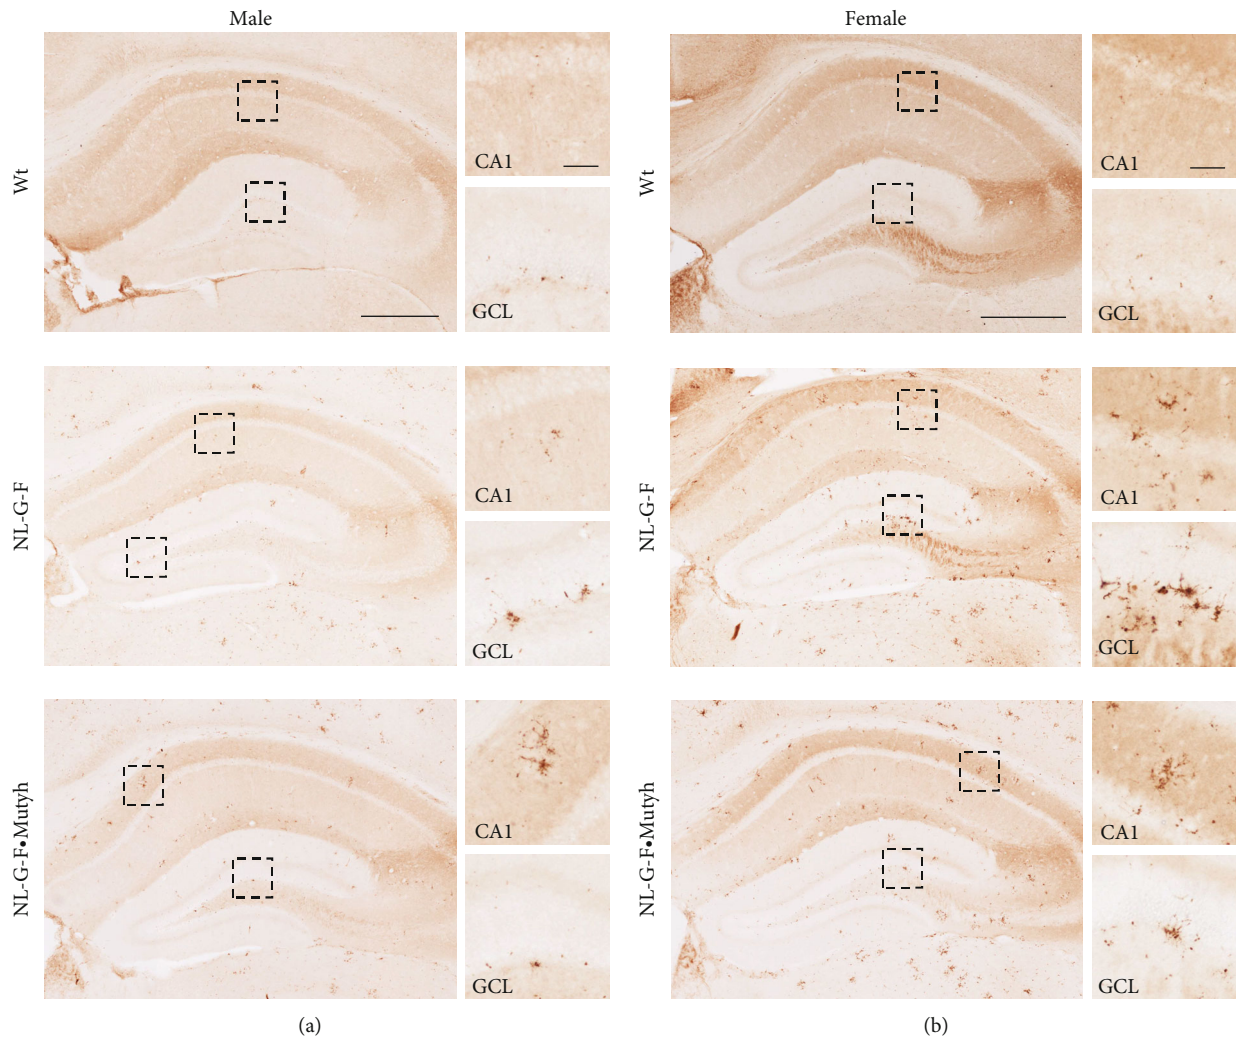 Male
Female
Wt
CA1
GCL
Wt
CA1
GCL
NL-G-F
CA1
GCL
NL-G-F
CA1
GCL
NL-G-F•Mutyh
CA1
GCL
NL-G-F•Mutyh
CA1
GCL
(a)
(b)